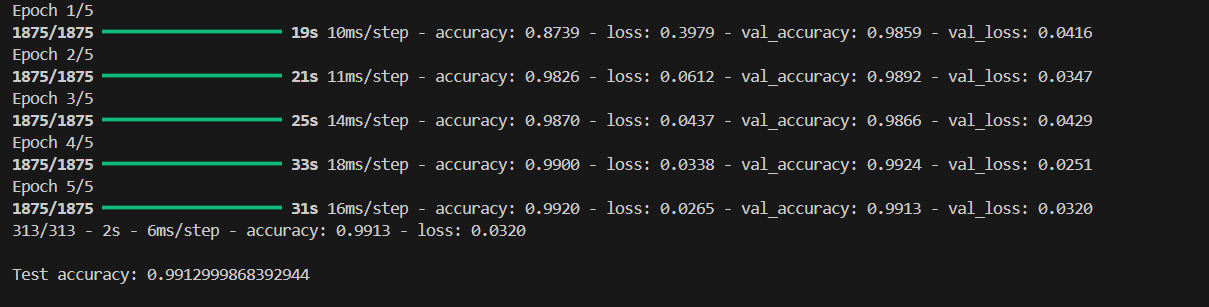 Epoch 1/5
1875/1875 ━━━━━━━━━━━━━━━━━━━━ 19s 10ms/step - accuracy: 0.8739 - loss: 0.3979 - val_accuracy: 0.9859 - val_loss: 0.0416
Epoch 2/5
1875/1875 ━━━━━━━━━━━━━━━━━━━━ 21s 11ms/step - accuracy: 0.9826 - loss: 0.0612 - val_accuracy: 0.9892 - val_loss: 0.0347
Epoch 3/5
1875/1875 ━━━━━━━━━━━━━━━━━━━━ 25s 14ms/step - accuracy: 0.9870 - loss: 0.0437 - val_accuracy: 0.9866 - val_loss: 0.0429
Epoch 4/5
1875/1875 ━━━━━━━━━━━━━━━━━━━━ 33s 18ms/step - accuracy: 0.9900 - loss: 0.0338 - val_accuracy: 0.9924 - val_loss: 0.0251
Epoch 5/5
1875/1875 ━━━━━━━━━━━━━━━━━━━━ 31s 16ms/step - accuracy: 0.9920 - loss: 0.0265 - val_accuracy: 0.9913 - val_loss: 0.0320
313/313 - 2s - 6ms/step - accuracy: 0.9913 - loss: 0.0320
Test accuracy: 0.9912999868392944